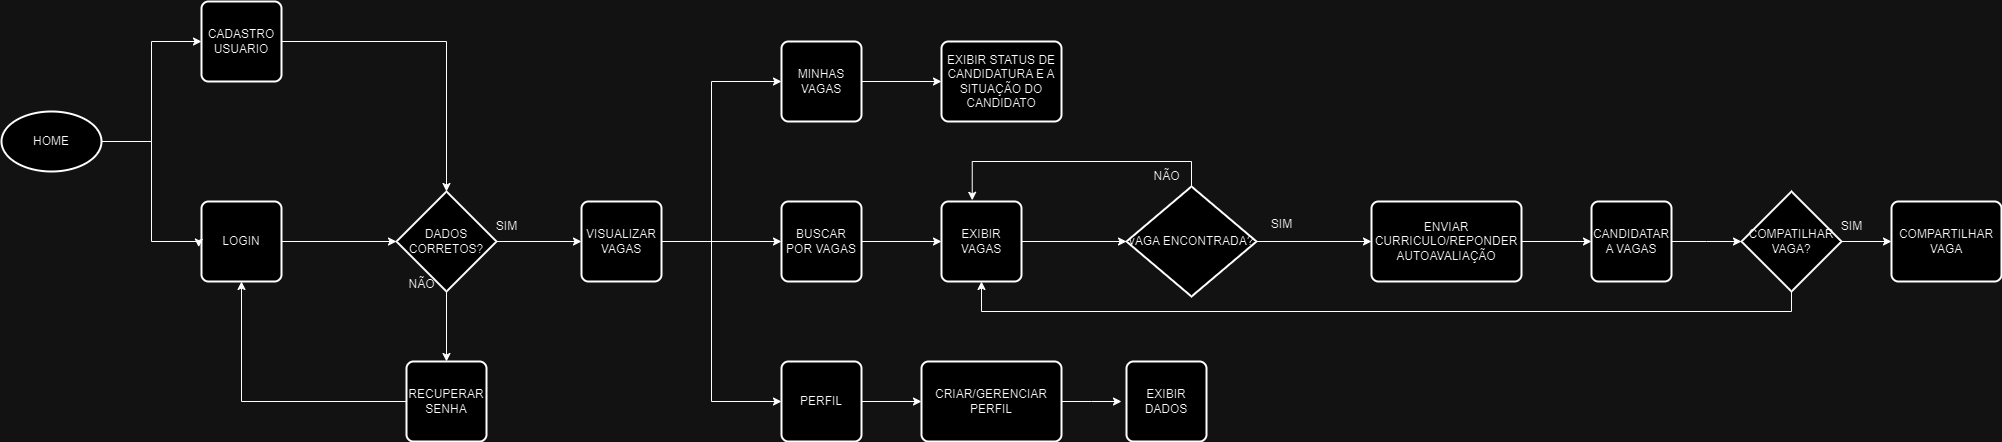 CADASTRO
USUARIO
HOME
LOGIN
DADOS
CORRETOS?
SIM
NÃO
RECUPERAR
SENHA
VISUALIZAR
VAGAS
MINHAS
VAGAS
EXIBIR STATUS DE
CANDIDATURA E A
SITUAÇÃO DO
CANDIDATO
BUSCAR
POR VAGAS
EXIBIR
VAGAS
NÃO
VAGA ENCONTRADA?
SIM
ENVIAR
CURRICULO/REPONDER
AUTOAVALIAÇÃO
CANDIDATAR
A VAGAS
COMPATILHAR
VAGA?
SIM
COMPARTILHAR
VAGA
PERFIL
CRIAR/GERENCIAR
PERFIL
EXIBIR
DADOS